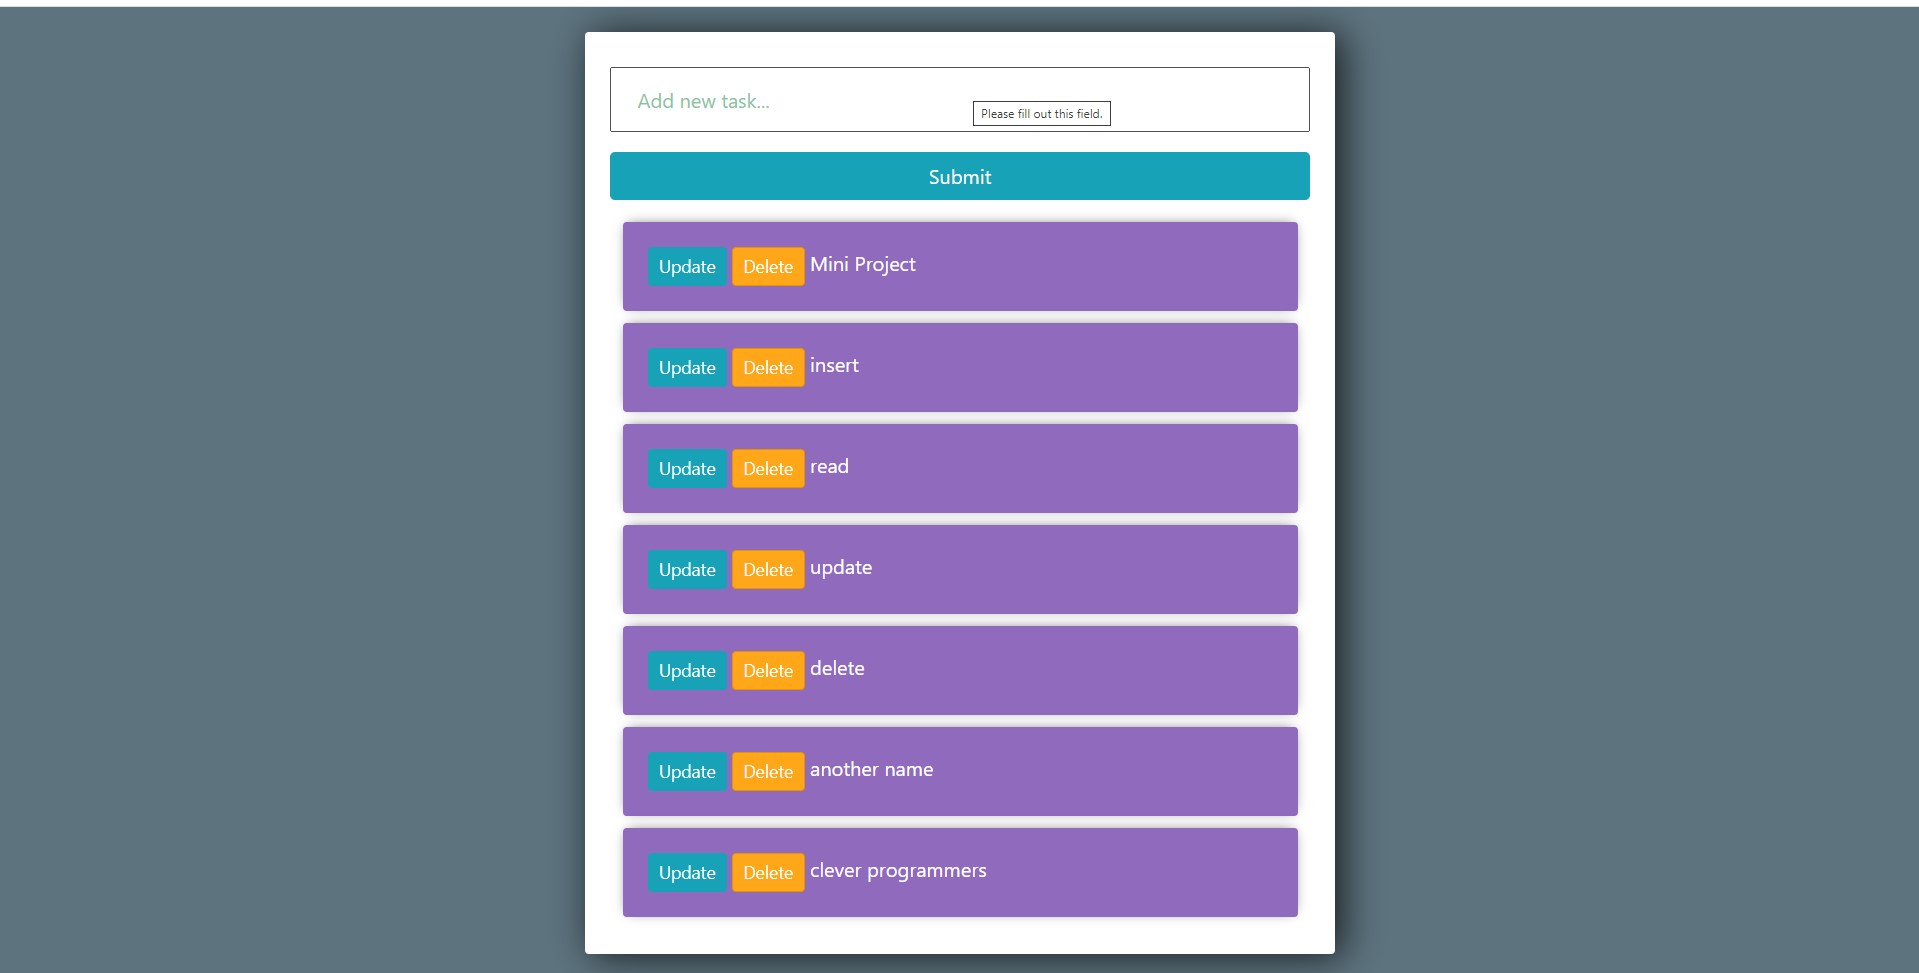 Add new task...
Please fill out this field.
Submit
Update Delete Mini Project
Update Delete insert
Update Delete read
Update Delete update
Update Delete delete
Update Delete another name
Update Delete clever programmers